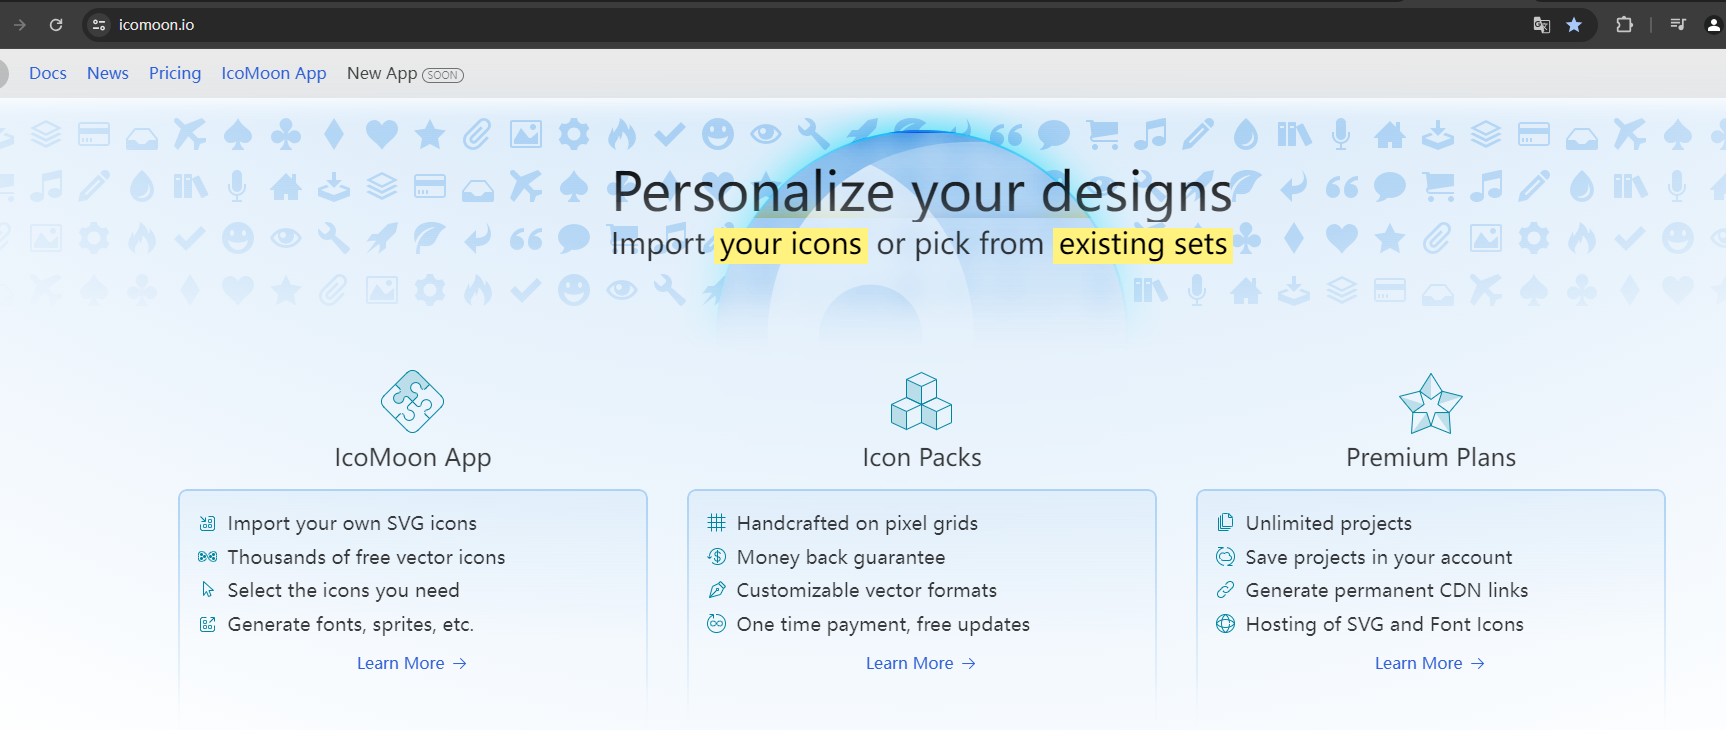 icomoon.io
Docs News Pricing IcoMoon App New App SOON
Personalize your designs
Import your icons or pick from existing sets
IcoMoon App
Import your own SVG icons
Thousands of free vector icons
Select the icons you need
Generate fonts, sprites, etc.
Learn More →
Icon Packs
Handcrafted on pixel grids
Money back guarantee
Customizable vector formats
One time payment, free updates
Learn More →
Premium Plans
Unlimited projects
Save projects in your account
Generate permanent CDN links
Hosting of SVG and Font Icons
Learn More →